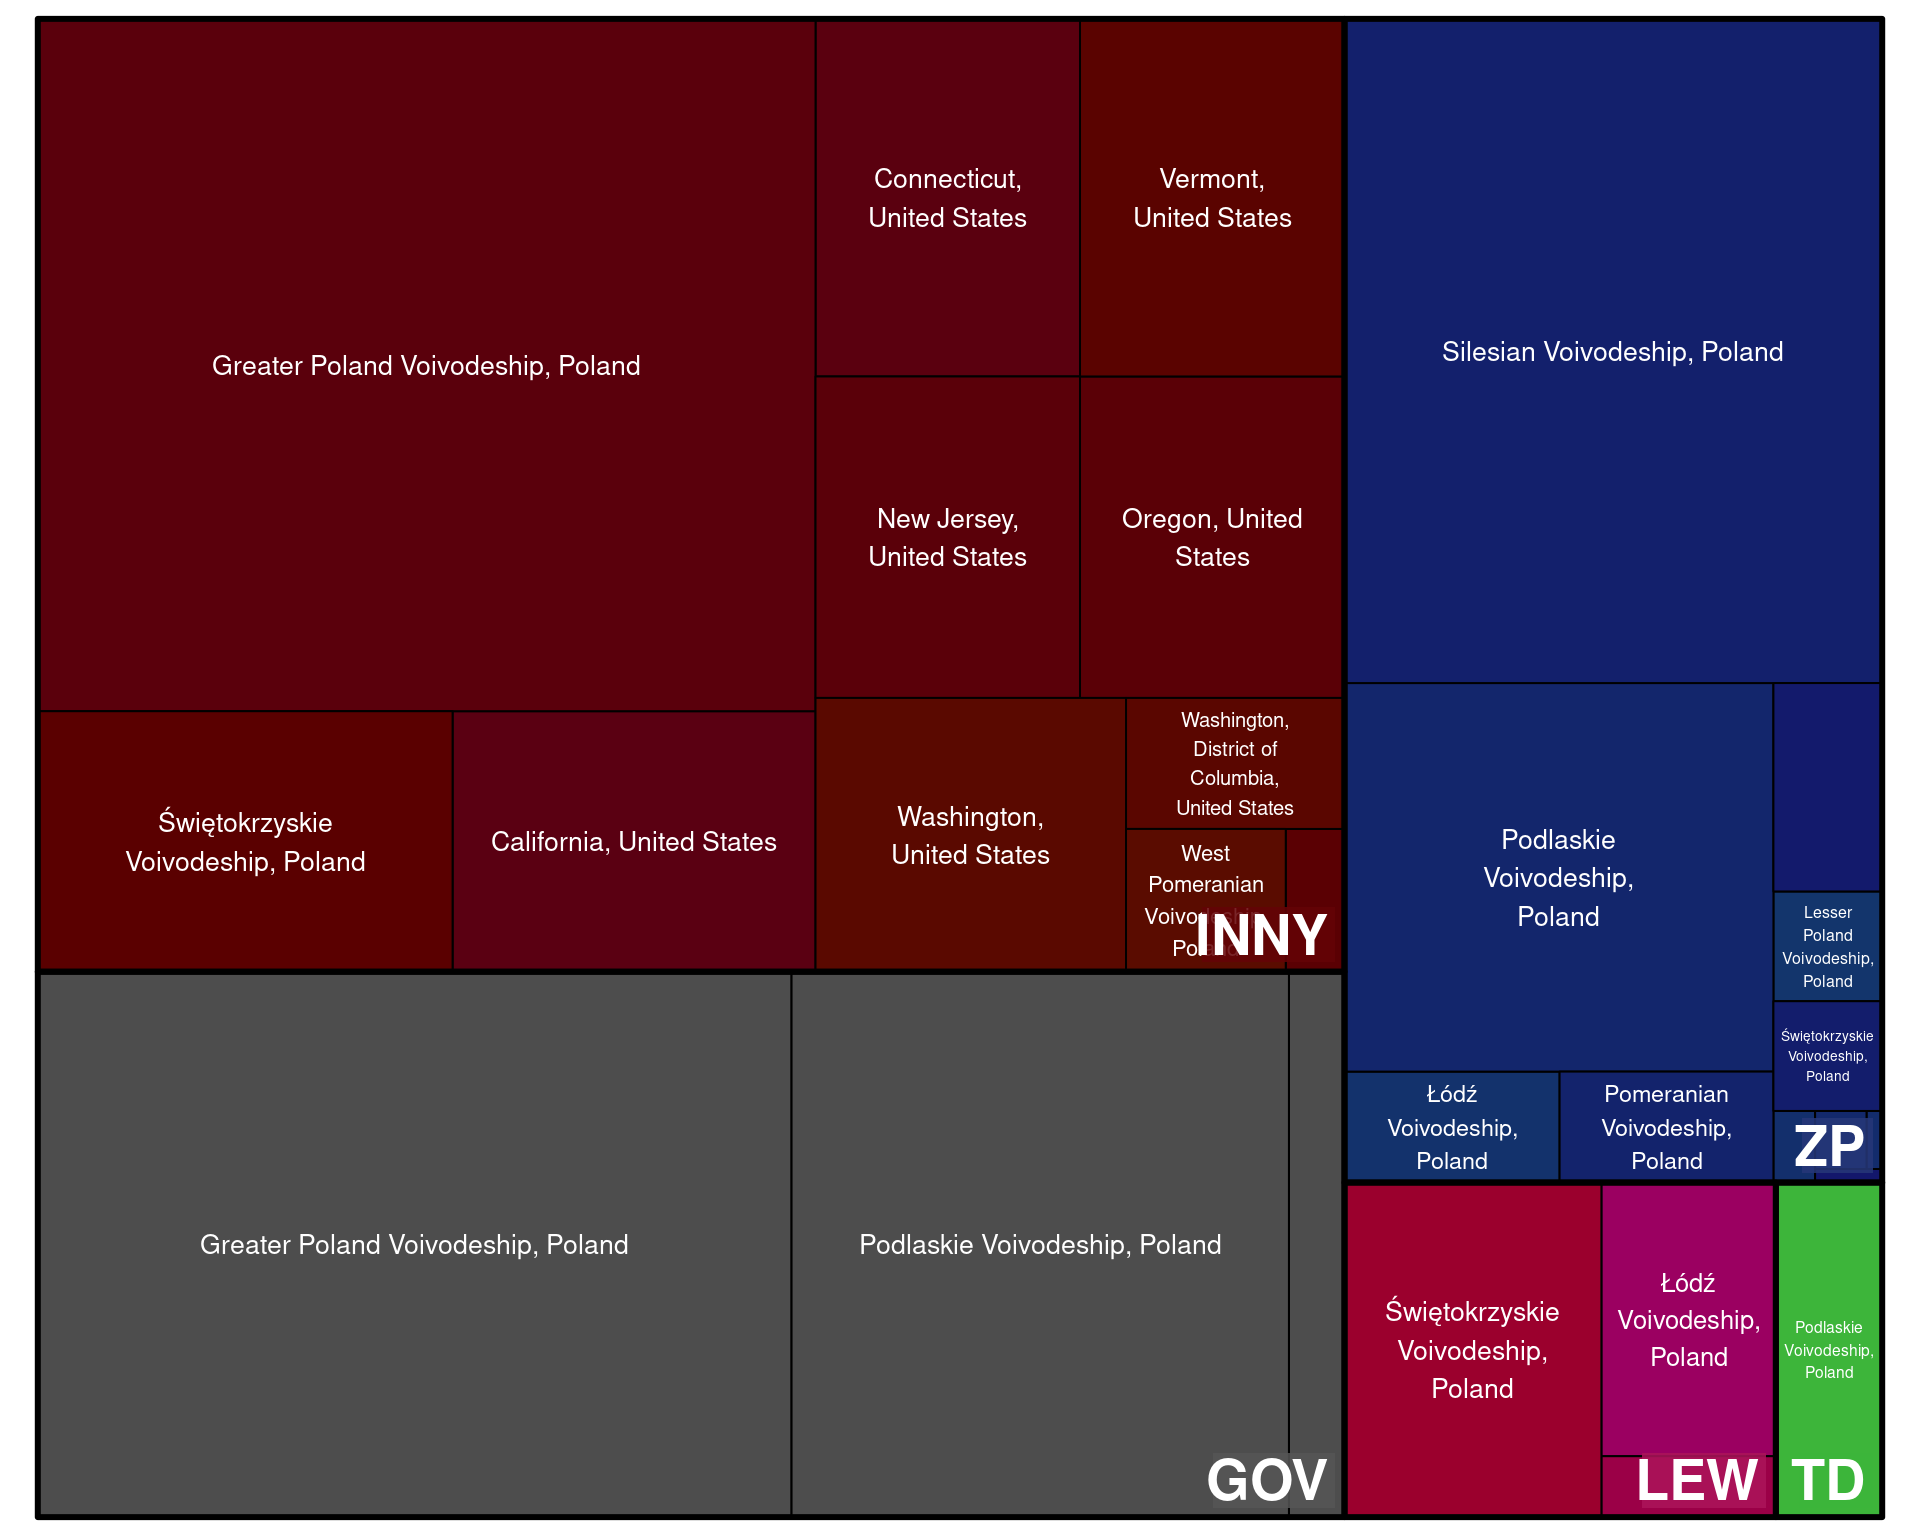 Greater Poland Voivodeship, Poland
Connecticut,
United States
Vermont,
United States
New Jersey,
United States
Oregon, United
States
Świętokrzyskie
Voivodeship, Poland
California, United States
Washington,
United States
Washington,
District of
Columbia,
United States
West
Pomeranian
INNY
Greater Poland Voivodeship, Poland
Podlaskie Voivodeship, Poland
GOV
Silesian Voivodeship, Poland
Podlaskie
Voivodeship,
Poland
Lesser
Poland
Voivodeship,
Poland
Świętokrzyskie
Voivodeship,
Poland
Łódź
Voivodeship,
Poland
Pomeranian
Voivodeship,
Poland
ZP
Świętokrzyskie
Voivodeship,
Poland
Łódź
Voivodeship,
Poland
LEW
Podlaskie
Voivodeship,
Poland
TD